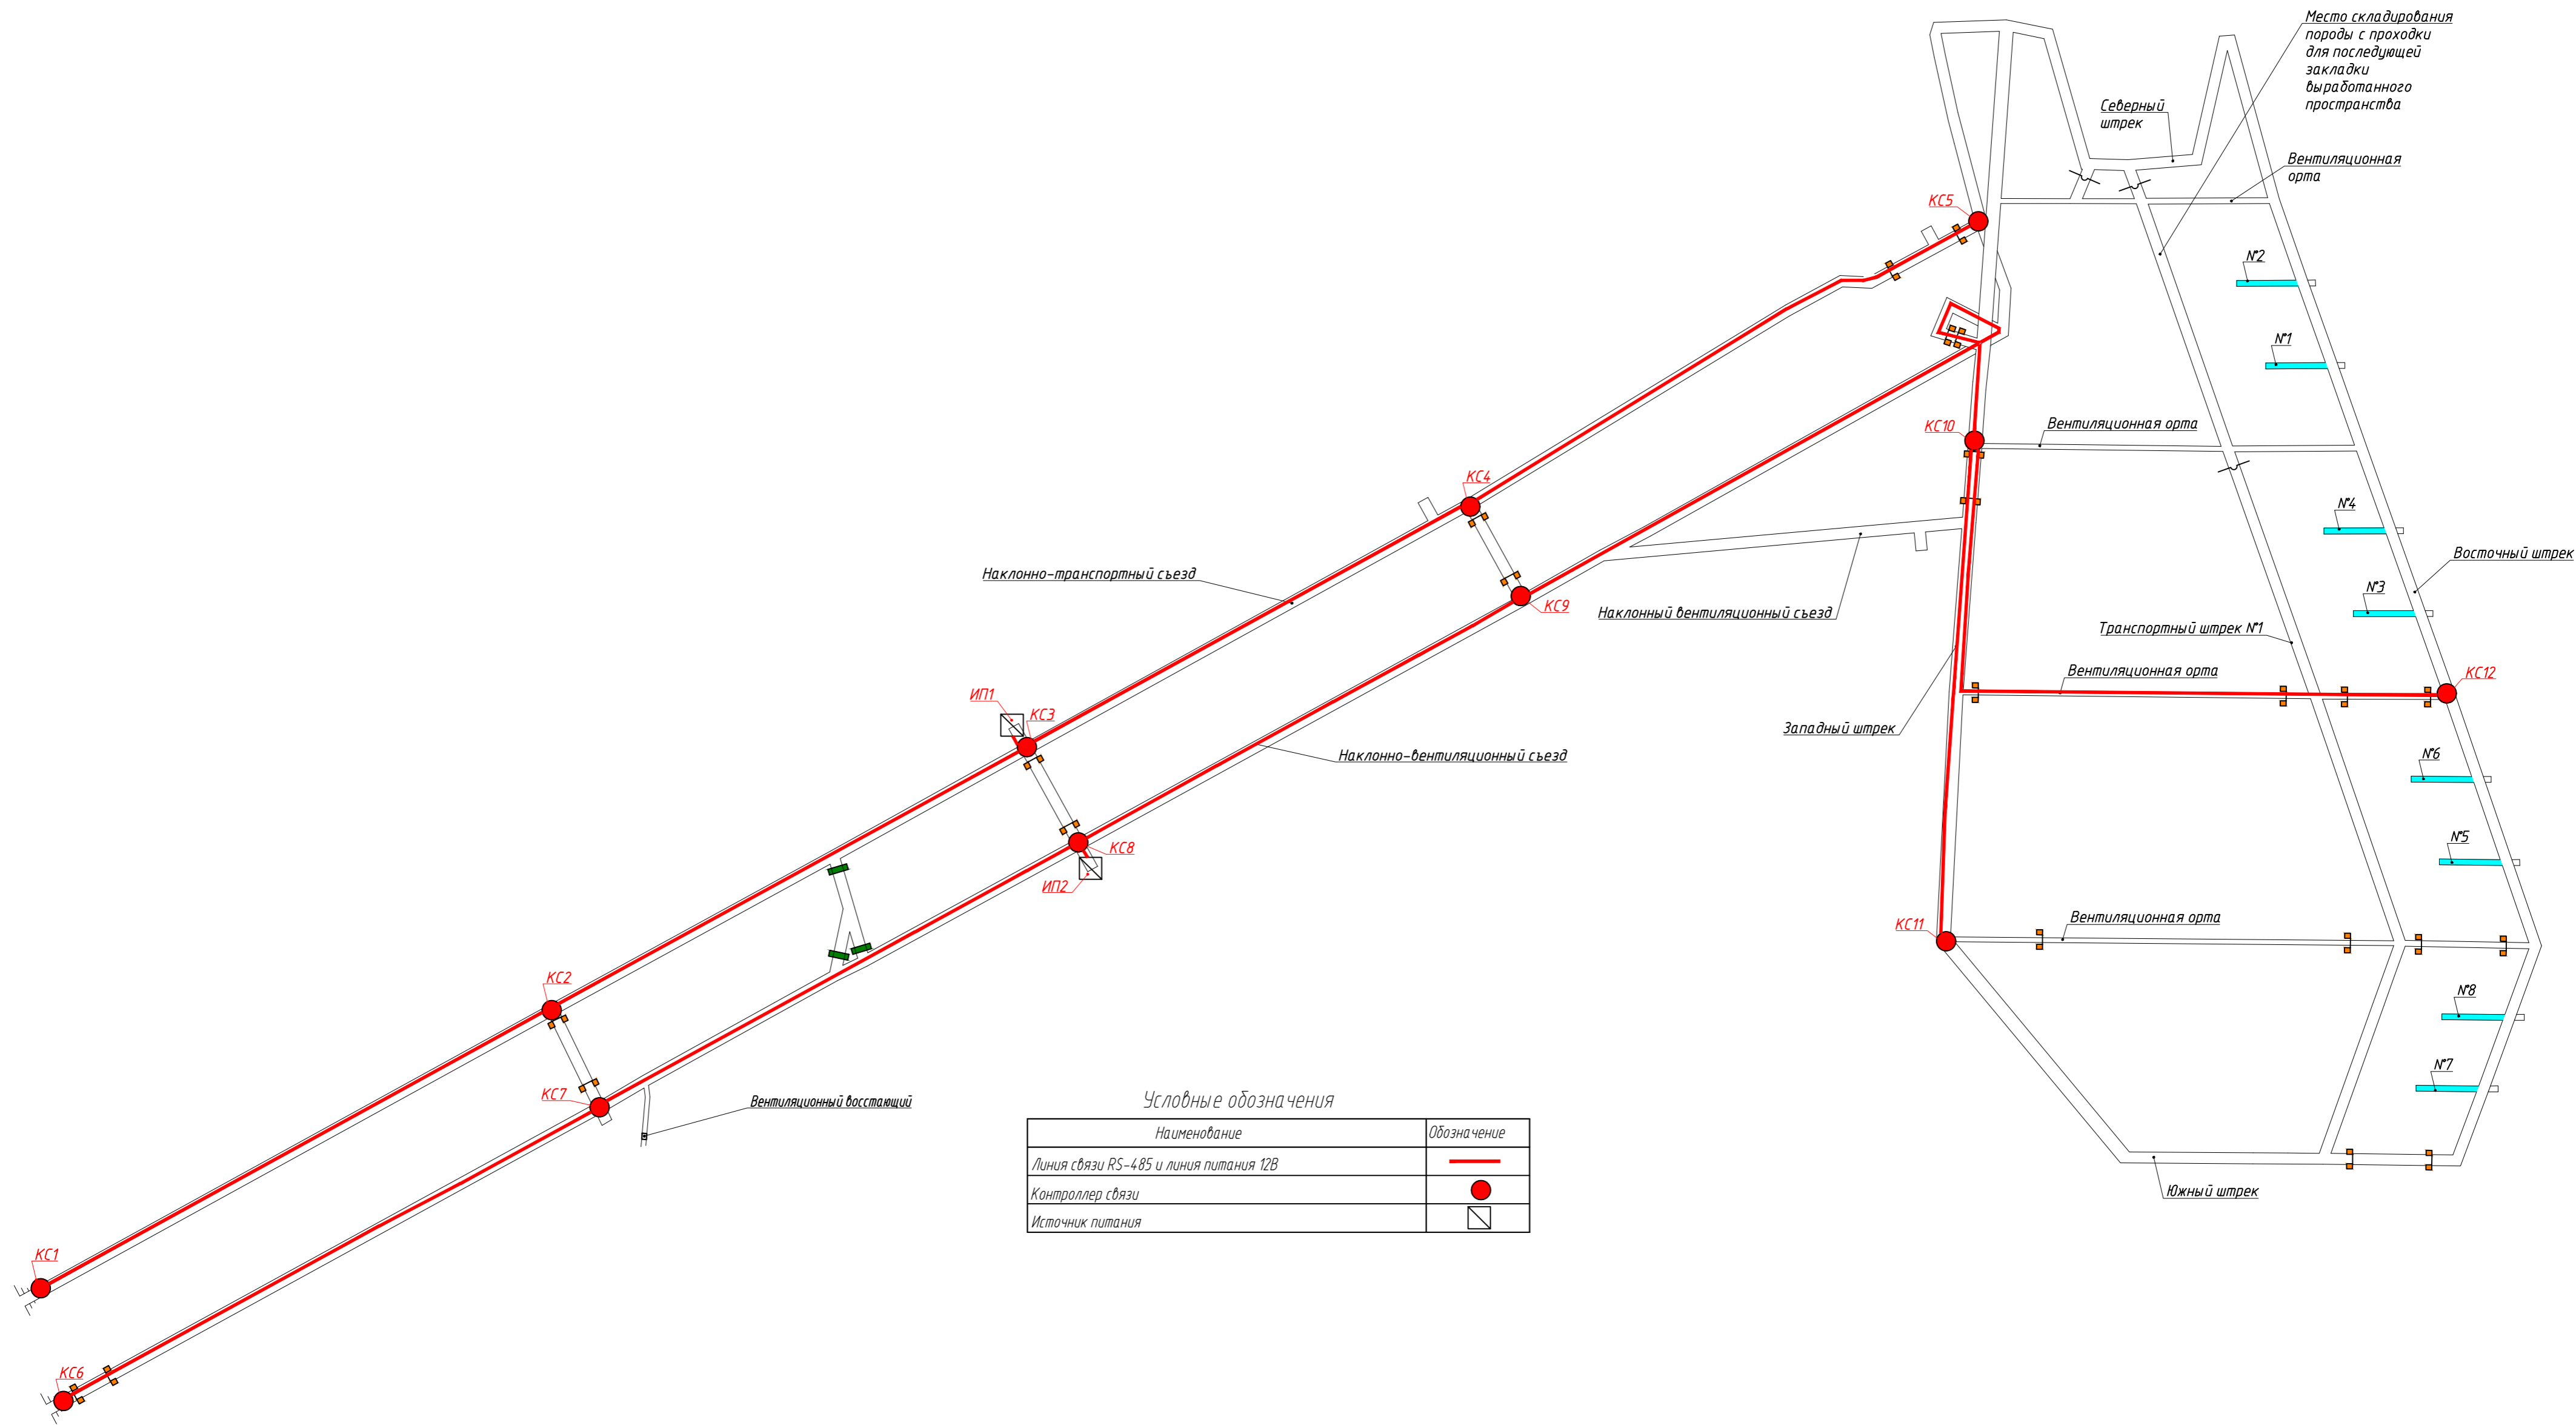 Место складирования
породы с проходки
для последующей
закладки
выработанного
пространства
Северный
штрек
Вентиляционная
орта
КС5
№2
№1
КС10
Вентиляционная орта
КС4
№4
Восточный штрек
Наклонно-транспортный съезд
№3
КС9
Наклонный вентиляционный съезд
Транспортный штрек №1
Вентиляционная орта
КС12
ИП1
КС3
Западный штрек
Наклонно-вентиляционный съезд
№6
КС8
№5
ИП2
КС11
Вентиляционная орта
КС2
№8
КС7
№7
Вентиляционный восстающий
Южный штрек
КС1
КС6
Условные обозначения
Наименование
Обозначение
Линия связи RS-485 и линия питания 12В
Контроллер связи
Источник питания